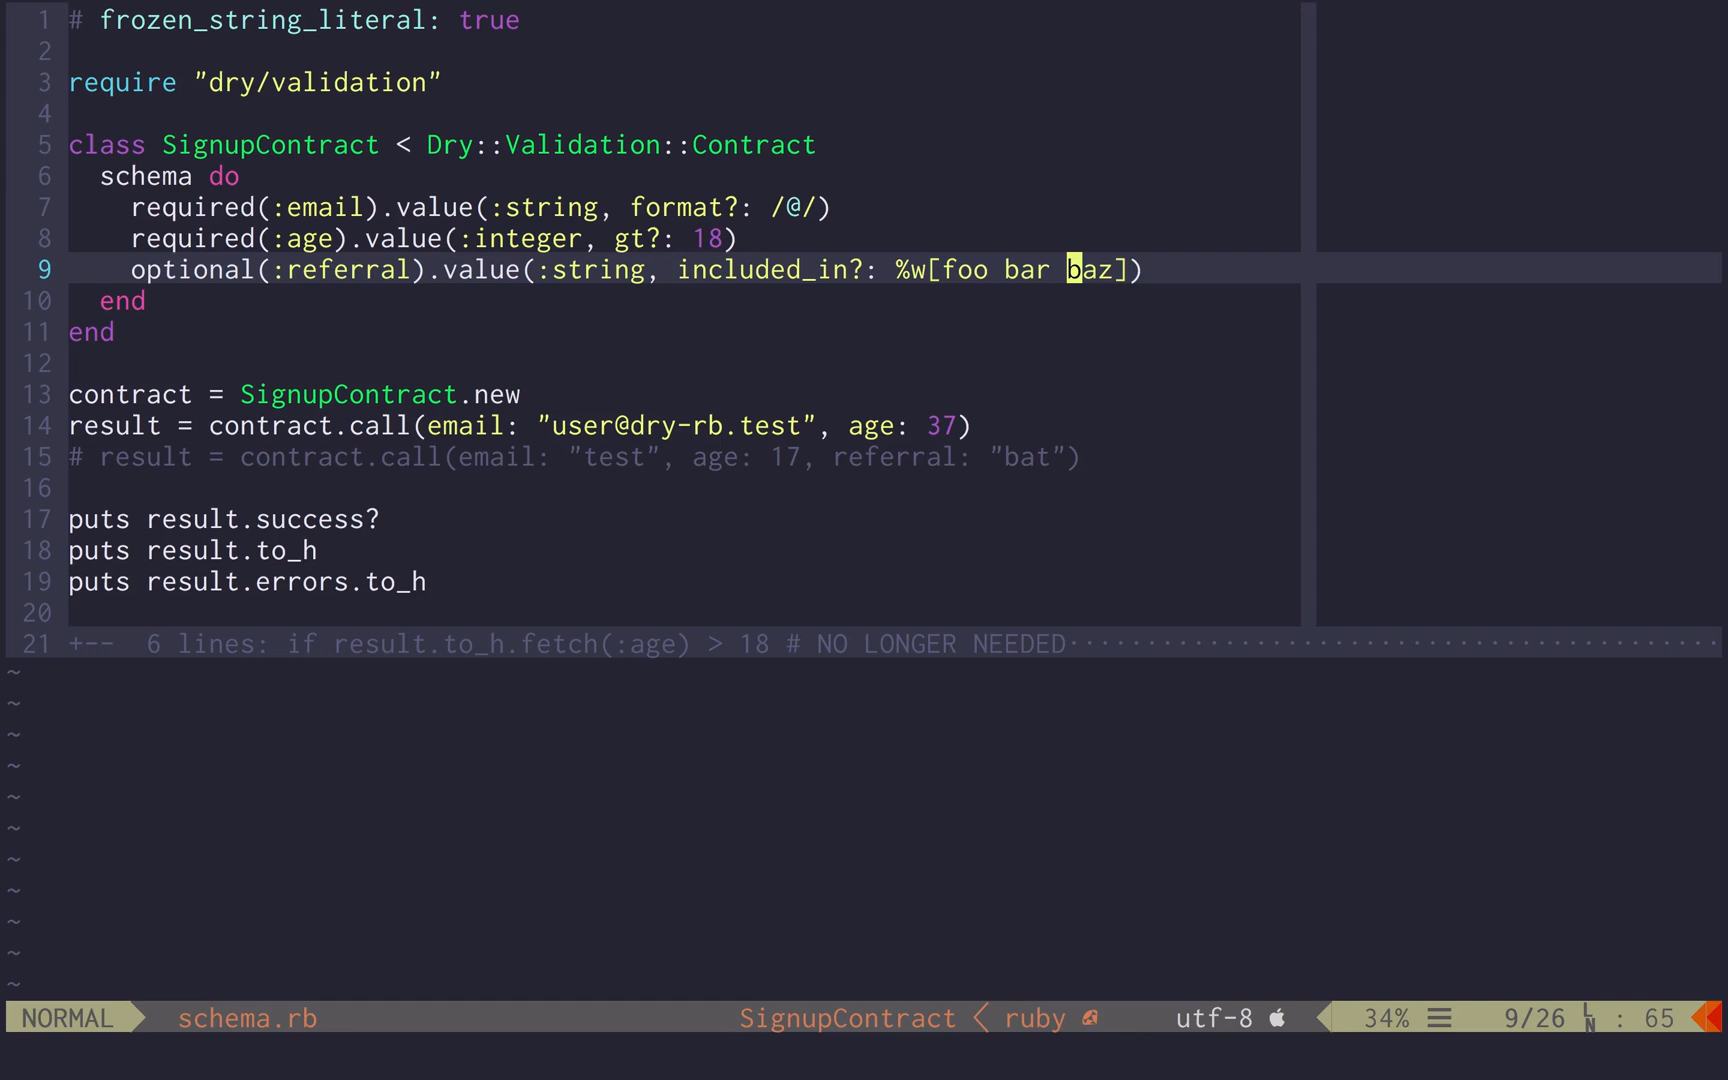 1 # frozen_string_literal: true
2
3 require "dry/validation"
4
5 class SignupContract < Dry::Validation::Contract
6   schema do
7     required(:email).value(:string, format?: /@/)
8     required(:age).value(:integer, gt?: 18)
9     optional(:referral).value(:string, included_in?: %w[foo bar baz])
10   end
11 end
12
13 contract = SignupContract.new
14 result = contract.call(email: "user@dry-rb.test", age: 37)
15 # result = contract.call(email: "test", age: 17, referral: "bat")
16
17 puts result.success?
18 puts result.to_h
19 puts result.errors.to_h
20
21 +--  6 lines: if result.to_h.fetch(:age) > 18 # NO LONGER NEEDED·········································
~
~
~
~
~
~
~
~
~
~
~
NORMAL schema.rb SignupContract < ruby utf-8 34% ☰ 9/26 LN : 65